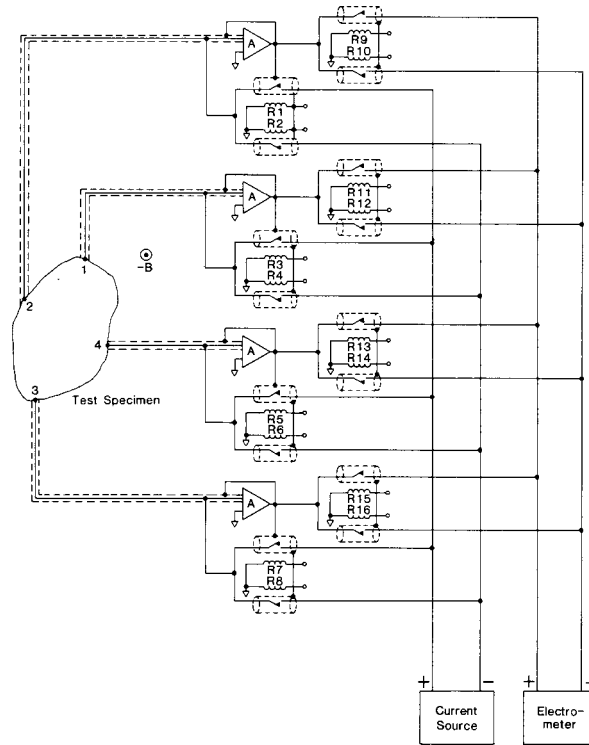 A
R9
R10
R1
R2
A
R11
R12
1
-B
R3
R4
2
4
A
R13
R14
3
Test Specimen
R5
R6
A
R15
R16
R7
R8
+ − + −
Current
Source
Electro-
meter